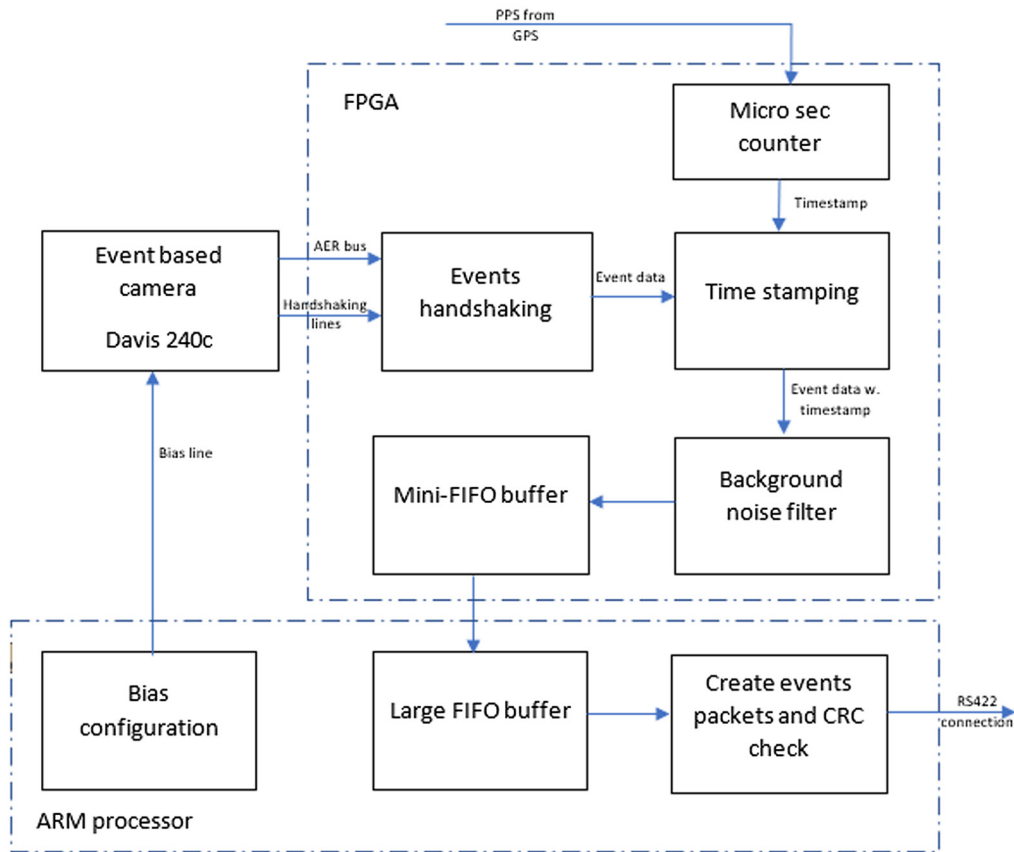 PPS from
GPS
FPGA
Micro sec
counter
Timestamp
Event based
camera
Davis 240c
AER bus
Handshaking
lines
Events
handshaking
Event data
Time stamping
Event data w.
timestamp
Bias line
Mini-FIFO buffer
Background
noise filter
Bias
configuration
Large FIFO buffer
Create events
packets and CRC
check
RS422
connection
ARM processor